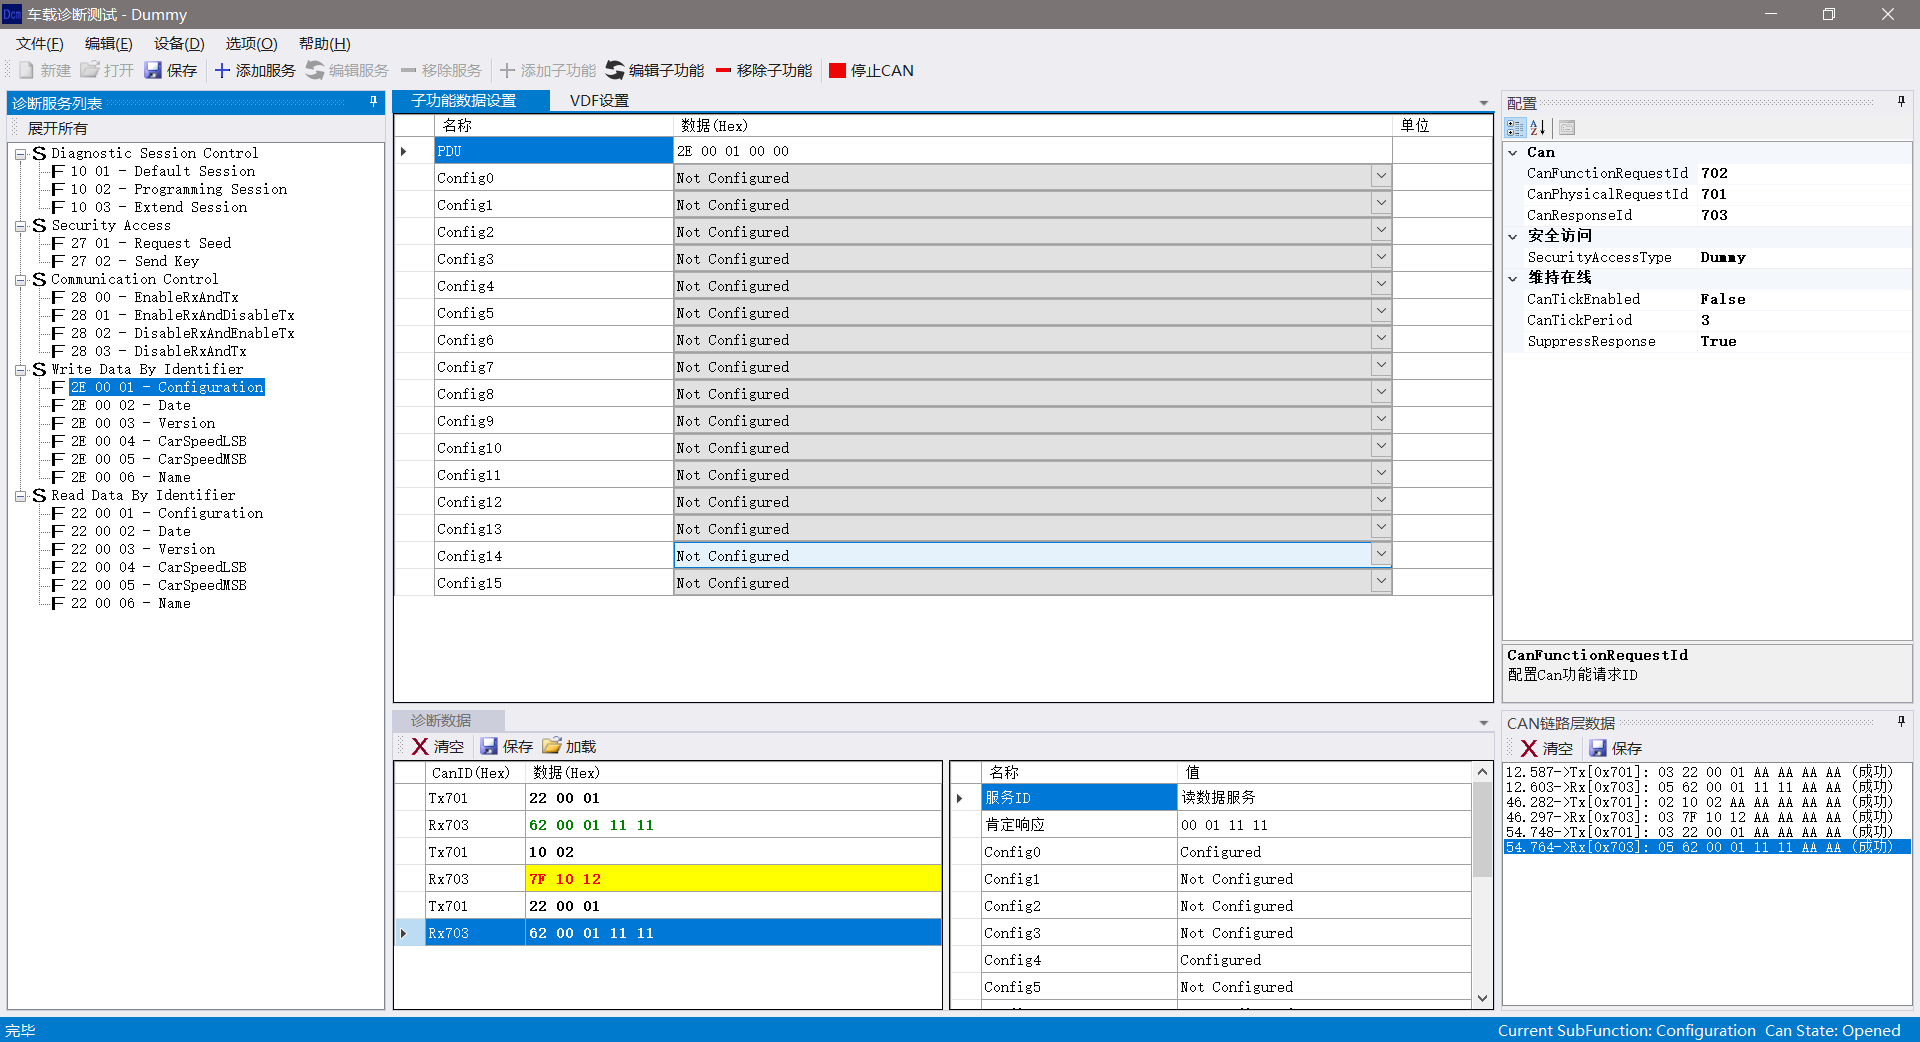 Dcm 车载诊断测试 - Dummy
文件(F) 编辑(E) 设备(D) 选项(O) 帮助(H)
新建 打开 保存 添加服务 编辑服务 移除服务 添加子功能 编辑子功能 移除子功能 停止CAN
诊断服务列表
展开所有
S Diagnostic Session Control
F 10 01 - Default Session
F 10 02 - Programming Session
F 10 03 - Extend Session
S Security Access
F 27 01 - Request Seed
F 27 02 - Send Key
S Communication Control
F 28 00 - EnableRxAndTx
F 28 01 - EnableRxAndDisableTx
F 28 02 - DisableRxAndEnableTx
F 28 03 - DisableRxAndTx
S Write Data By Identifier
F 2E 00 01 - Configuration
F 2E 00 02 - Date
F 2E 00 03 - Version
F 2E 00 04 - CarSpeedLSB
F 2E 00 05 - CarSpeedMSB
F 2E 00 06 - Name
S Read Data By Identifier
F 22 00 01 - Configuration
F 22 00 02 - Date
F 22 00 03 - Version
F 22 00 04 - CarSpeedLSB
F 22 00 05 - CarSpeedMSB
F 22 00 06 - Name
子功能数据设置 VDF设置
名称 数据(Hex) 单位
PDU 2E 00 01 00 00
Config0 Not Configured
Config1 Not Configured
Config2 Not Configured
Config3 Not Configured
Config4 Not Configured
Config5 Not Configured
Config6 Not Configured
Config7 Not Configured
Config8 Not Configured
Config9 Not Configured
Config10 Not Configured
Config11 Not Configured
Config12 Not Configured
Config13 Not Configured
Config14 Not Configured
Config15 Not Configured
诊断数据
清空 保存 加载
CanID(Hex) 数据(Hex)
Tx701 22 00 01
Rx703 62 00 01 11 11
Tx701 10 02
Rx703 7F 10 12
Tx701 22 00 01
Rx703 62 00 01 11 11
名称 值
服务ID 读数据服务
肯定响应 00 01 11 11
Config0 Configured
Config1 Not Configured
Config2 Not Configured
Config3 Not Configured
Config4 Configured
Config5 Not Configured
配置
Can
CanFunctionRequestId 702
CanPhysicalRequestId 701
CanResponseId 703
安全访问
SecurityAccessType Dummy
维持在线
CanTickEnabled False
CanTickPeriod 3
SuppressResponse True
CanFunctionRequestId
配置Can功能请求ID
CAN链路层数据
清空 保存
12.587->Tx[0x701]: 03 22 00 01 AA AA AA AA (成功)
12.603->Rx[0x703]: 05 62 00 01 11 11 AA AA (成功)
46.282->Tx[0x701]: 02 10 02 AA AA AA AA AA (成功)
46.297->Rx[0x703]: 03 7F 10 12 AA AA AA AA (成功)
54.748->Tx[0x701]: 03 22 00 01 AA AA AA AA (成功)
54.764->Rx[0x703]: 05 62 00 01 11 11 AA AA (成功)
完毕 Current SubFunction: Configuration Can State: Opened